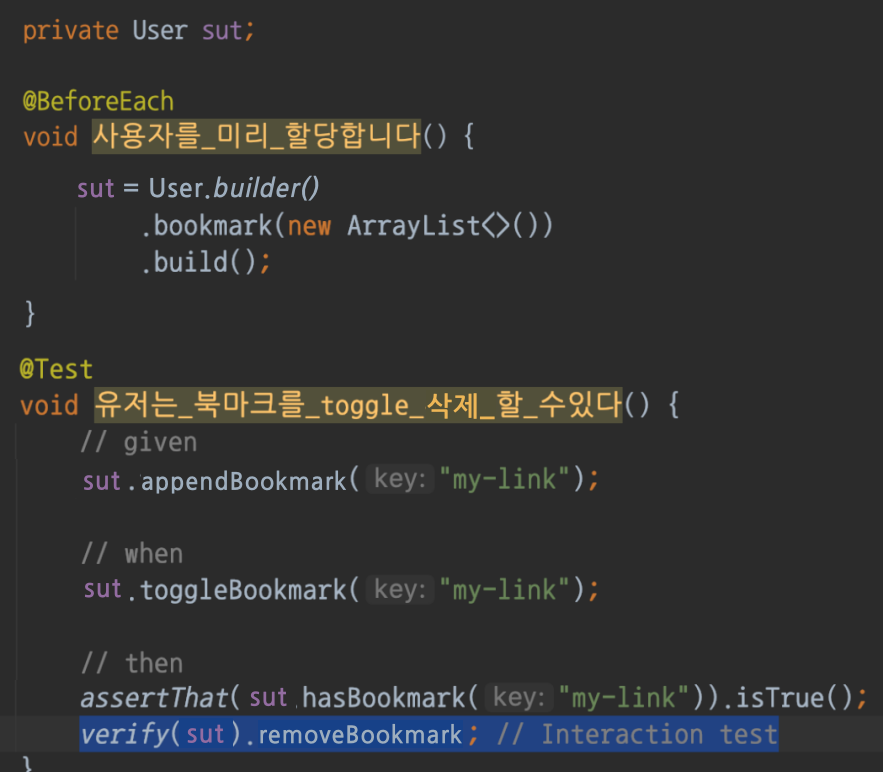 private User sut;
@BeforeEach
void 사용자를_미리_할당합니다() {
sut = User.builder()
.bookmark(new ArrayList<>())
.build();
}
@Test
void 유저는_북마크를_toggle_삭제_할_수있다() {
// given
sut.appendBookmark( key: "my-link");
// when
sut.toggleBookmark( key: "my-link");
// then
assertThat( sut.hasBookmark( key: "my-link")).isTrue();
verify( sut ).removeBookmark; // Interaction test
}